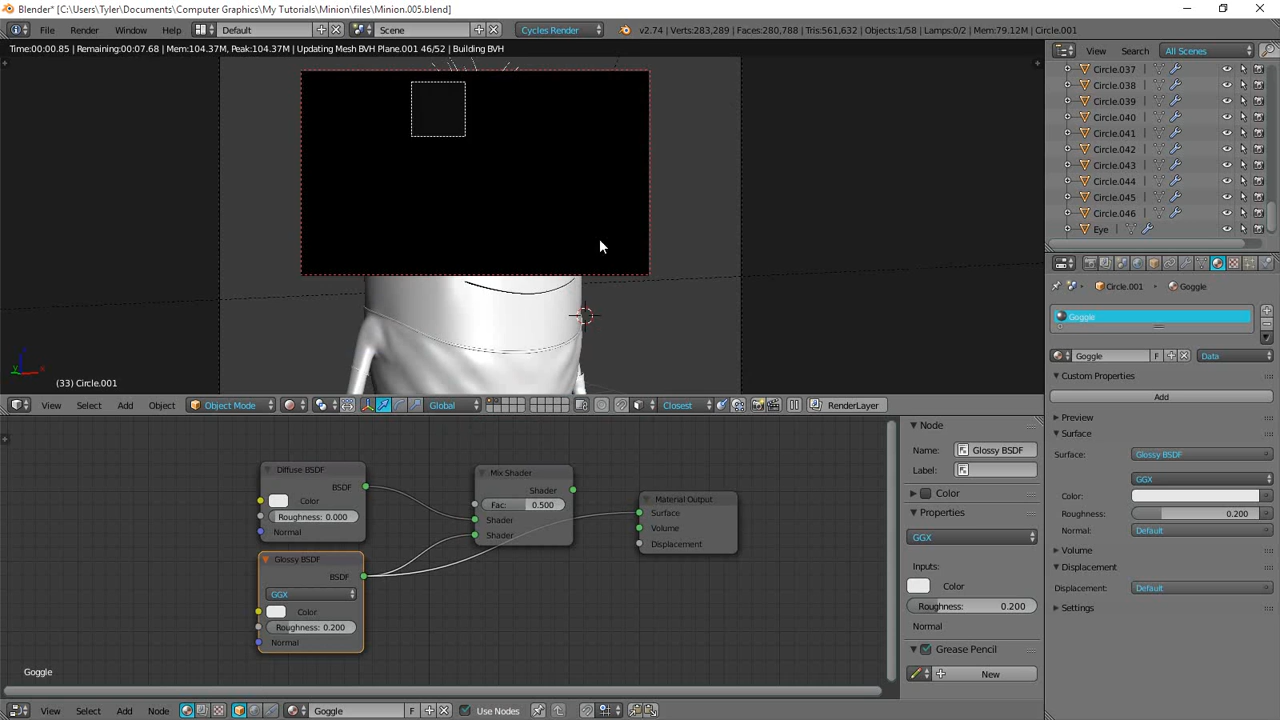 Blender* [C:\Users\Tyler\Documents\Computer Graphics\My Tutorials\Minion\files\Minion.005.blend]
File Render Window Help Default Scene Cycles Render v2.74 | Verts:283,289 | Faces:280,788 | Tris:561,632 | Objects:1/58 | Lamps:0/2 | Mem:79.12M | Circle.001
Time:00:00.85 | Remaining:00:07.68 | Mem:104.37M, Peak:104.37M | Updating Mesh BVH Plane.001 46/52 | Building BVH
View Search All Scenes
Circle.037
Circle.038
Circle.039
Circle.040
Circle.041
Circle.042
Circle.043
Circle.044
Circle.045
Circle.046
Eye
Circle.001 Goggle
Goggle
Goggle F Data
Custom Properties
Add
Preview
Surface
Surface: Glossy BSDF
GGX
Color:
Roughness: 0.200
Normal: Default
Volume
Displacement
Displacement: Default
Settings
(33) Circle.001
View Select Add Object Object Mode Global Closest RenderLayer
Diffuse BSDF
BSDF
Color
Roughness: 0.000
Normal
Glossy BSDF
BSDF
GGX
Color
Roughness: 0.200
Normal
Mix Shader
Shader
Fac: 0.500
Shader
Shader
Material Output
Surface
Volume
Displacement
Goggle
Node
Name: Glossy BSDF
Label:
Color
Properties
GGX
Inputs:
Color
Roughness: 0.200
Normal
Grease Pencil
New
View Select Add Node Goggle F Use Nodes